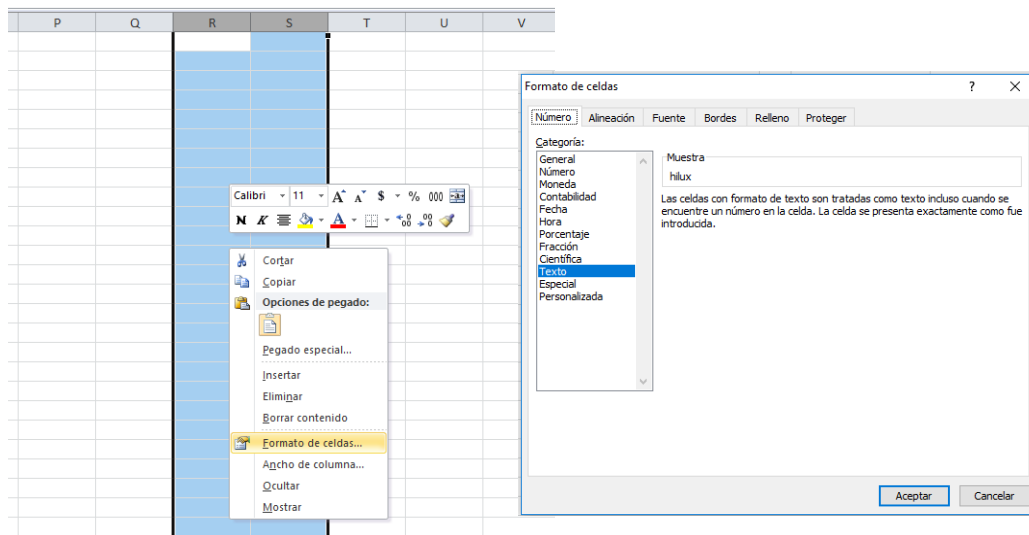 P Q R S T U V
Calibri 11 A A $ % 000
N K A
Cortar
Copiar
Opciones de pegado:
Pegado especial...
Insertar
Eliminar
Borrar contenido
Formato de celdas...
Ancho de columna...
Ocultar
Mostrar
Formato de celdas ?
Número Alineación Fuente Bordes Relleno Proteger
Categoría:
General
Número
Moneda
Contabilidad
Fecha
Hora
Porcentaje
Fracción
Científica
Texto
Especial
Personalizada
Muestra
hilux
Las celdas con formato de texto son tratadas como texto incluso cuando se
encuentre un número en la celda. La celda se presenta exactamente como fue
introducida.
Aceptar Cancelar